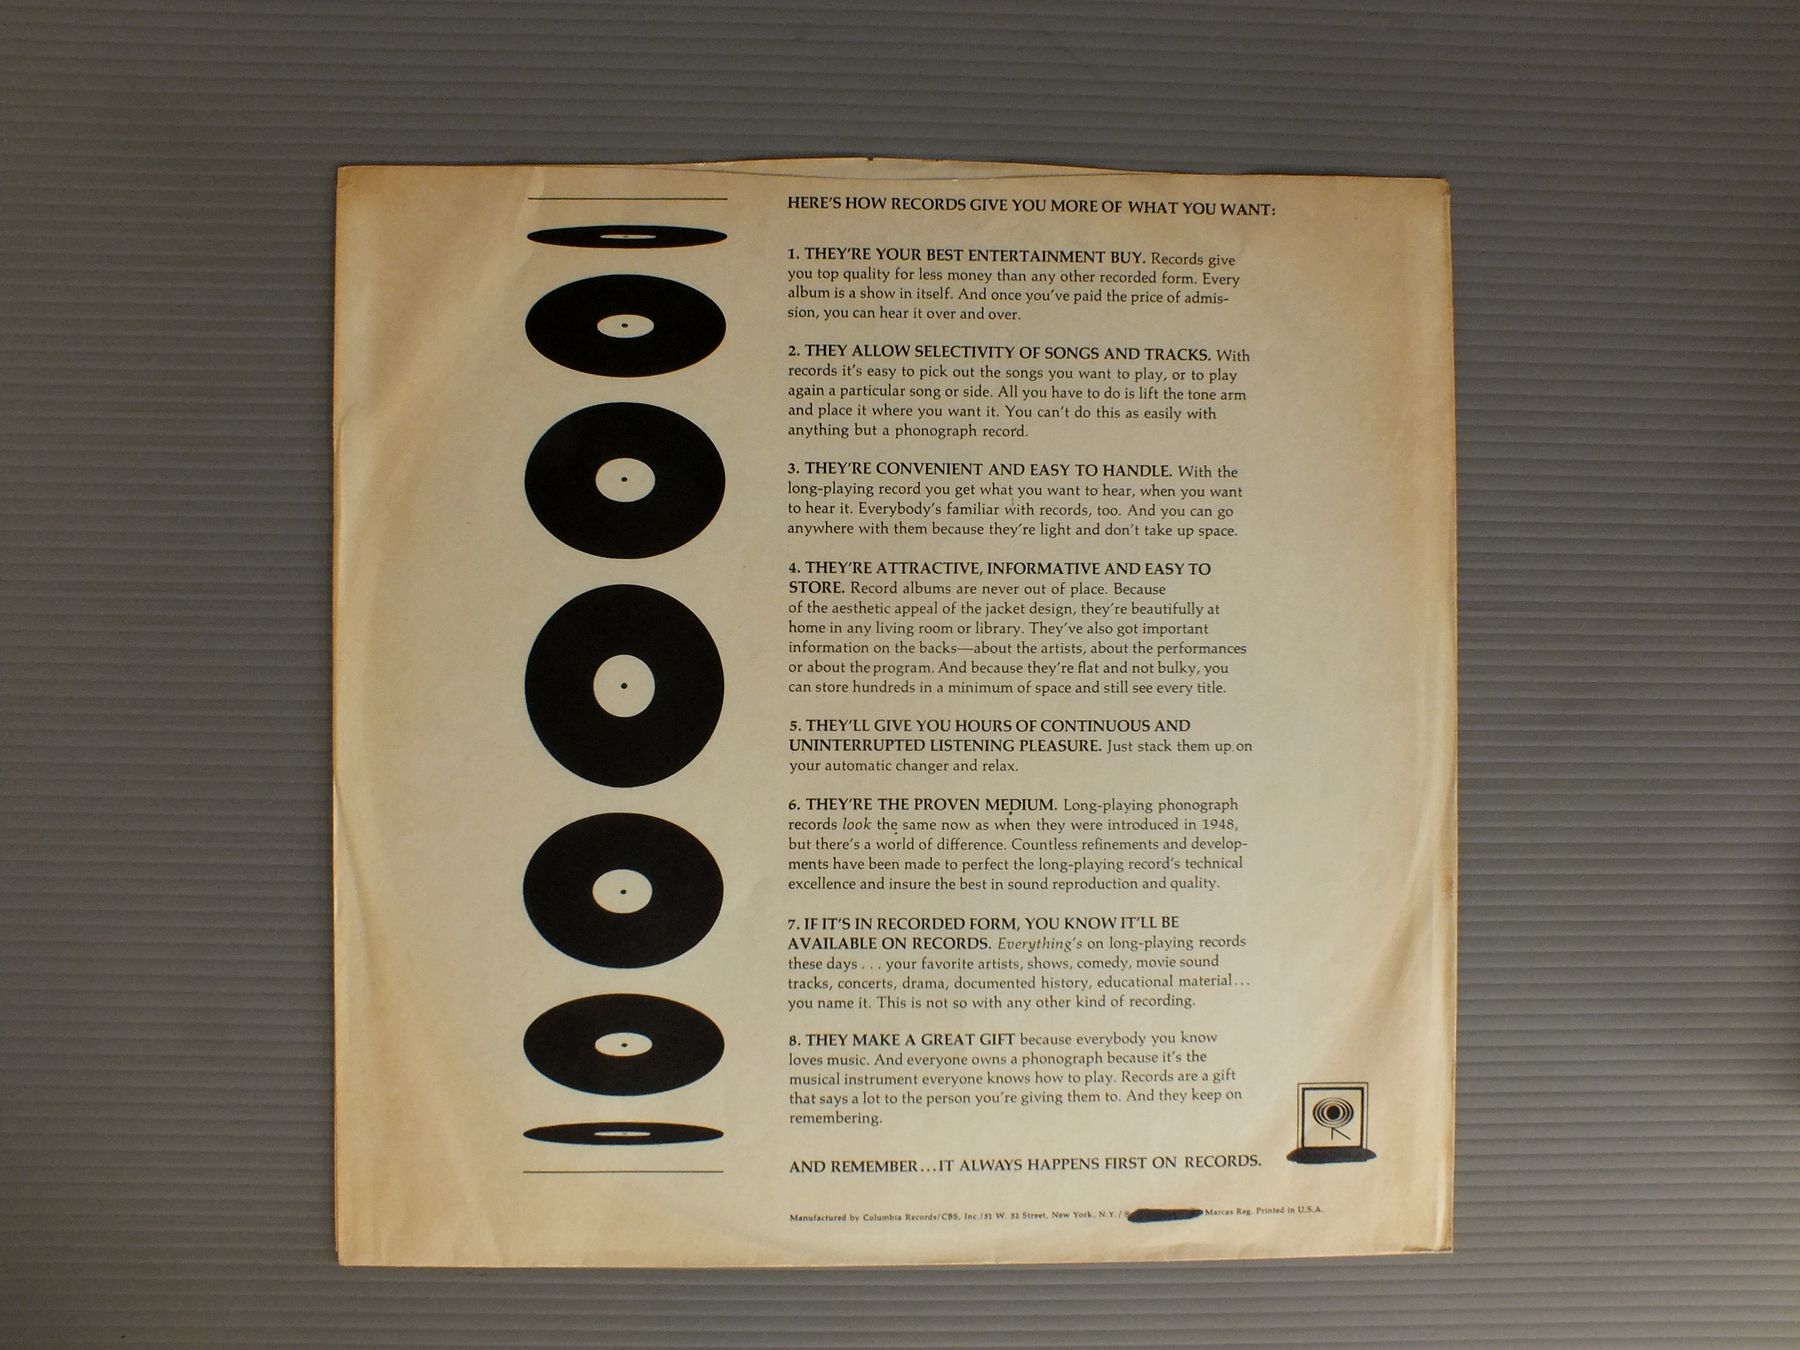 HERE'S HOW RECORDS GIVE YOU MORE OF WHAT YOU WANT:
1. THEY'RE YOUR BEST ENTERTAINMENT BUY. Records give
you top quality for less money than any other recorded form. Every
album is a show in itself. And once you've paid the price of admis-
sion, you can hear it over and over.
2. THEY ALLOW SELECTIVITY OF SONGS AND TRACKS. With
records it's easy to pick out the songs you want to play, or to play
again a particular song or side. All you have to do is lift the tone arm
and place it where you want it. You can't do this as easily with
anything but a phonograph record.
3. THEY'RE CONVENIENT AND EASY TO HANDLE. With the
long-playing record you get what you want to hear, when you want
to hear it. Everybody's familiar with records, too. And you can go
anywhere with them because they're light and don't take up space.
4. THEY'RE ATTRACTIVE, INFORMATIVE AND EASY TO
STORE. Record albums are never out of place. Because
of the aesthetic appeal of the jacket design, they're beautifully at
home in any living room or library. They've also got important
information on the backs—about the artists, about the performances
or about the program. And because they're flat and not bulky, you
can store hundreds in a minimum of space and still see every title.
5. THEY'LL GIVE YOU HOURS OF CONTINUOUS AND
UNINTERRUPTED LISTENING PLEASURE. Just stack them up on
your automatic changer and relax.
6. THEY'RE THE PROVEN MEDIUM. Long-playing phonograph
records look the same now as when they were introduced in 1948,
but there's a world of difference. Countless refinements and develop-
ments have been made to perfect the long-playing record's technical
excellence and insure the best in sound reproduction and quality.
7. IF IT'S IN RECORDED FORM, YOU KNOW IT'LL BE
AVAILABLE ON RECORDS. Everything's on long-playing records
these days . . . your favorite artists, shows, comedy, movie sound
tracks, concerts, drama, documented history, educational material...
you name it. This is not so with any other kind of recording.
8. THEY MAKE A GREAT GIFT because everybody you know
loves music. And everyone owns a phonograph because it's the
musical instrument everyone knows how to play. Records are a gift
that says a lot to the person you're giving them to. And they keep on
remembering.
AND REMEMBER...IT ALWAYS HAPPENS FIRST ON RECORDS.
Manufactured by Columbia Records/CBS, Inc./51 W. 52 Street, New York, N.Y./® Marcas Reg. Printed in U.S.A.